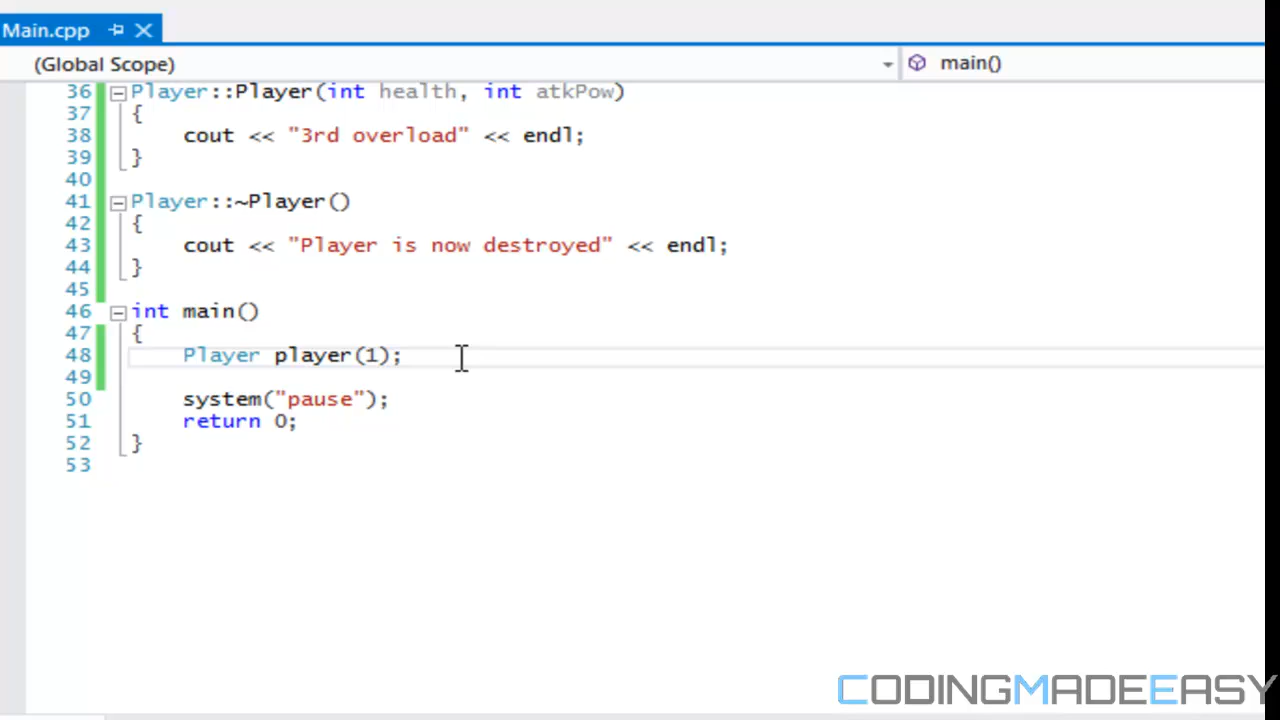 Main.cpp
(Global Scope) main()
36 Player::Player(int health, int atkPow)
37 {
38 cout << "3rd overload" << endl;
39 }
40
41 Player::~Player()
42 {
43 cout << "Player is now destroyed" << endl;
44 }
45
46 int main()
47 {
48 Player player(1);
49
50 system("pause");
51 return 0;
52 }
53
CODINGMADEEASY